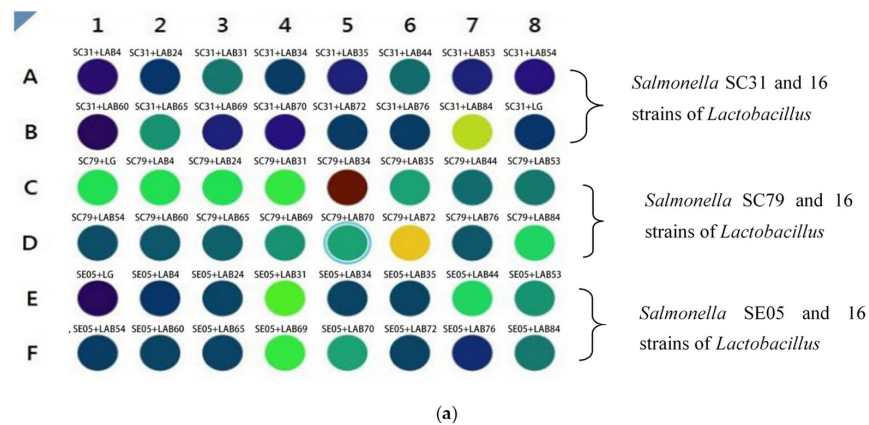 1 2 3 4 5 6 7 8
SC31+LAB4 SC31+LAB24 SC31+LAB31 SC31+LAB34 SC31+LAB35 SC31+LAB44 SC31+LAB53 SC31+LAB54
A
SC31+LAB60 SC31+LAB65 SC31+LAB69 SC31+LAB70 SC31+LAB72 SC31+LAB76 SC31+LAB84 SC31+LG
B
Salmonella SC31 and 16
strains of Lactobacillus
SC79+LG SC79+LAB4 SC79+LAB24 SC79+LAB31 SC79+LAB34 SC79+LAB35 SC79+LAB44 SC79+LAB53
C
SC79+LAB54 SC79+LAB60 SC79+LAB65 SC79+LAB69 SC79+LAB70 SC79+LAB72 SC79+LAB76 SC79+LAB84
D
Salmonella SC79 and 16
strains of Lactobacillus
SE05+LG SE05+LAB4 SE05+LAB24 SE05+LAB31 SE05+LAB34 SE05+LAB35 SE05+LAB44 SE05+LAB53
E
, SE05+LAB54 SE05+LAB60 SE05+LAB65 SE05+LAB69 SE05+LAB70 SE05+LAB72 SE05+LAB76 SE05+LAB84
F
Salmonella SE05 and 16
strains of Lactobacillus
(a)